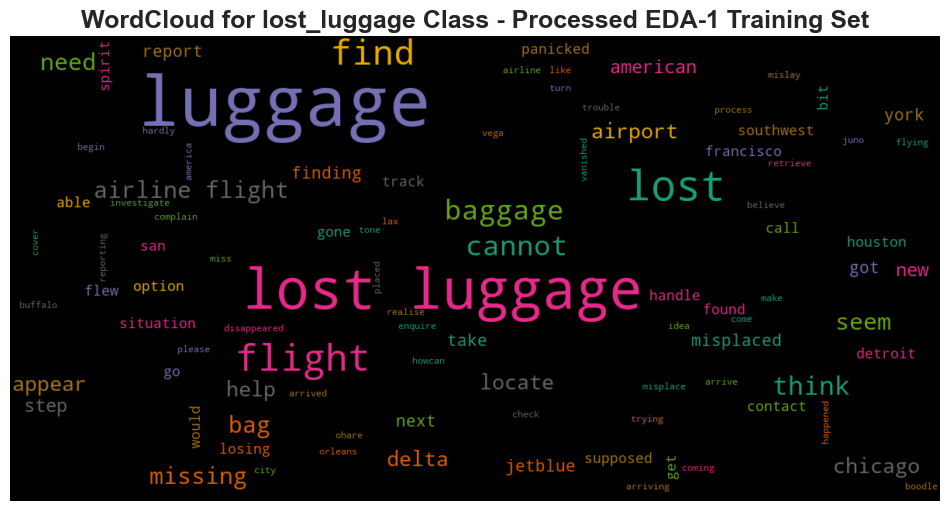 WordCloud for lost_luggage Class - Processed EDA-1 Training Set
need
spirit
report
find
panicked
airline
like
american
mislay
luggage
turn
bit
trouble
process
york
hardly
airport
southwest
vega
juno
flying
begin
america
vanished
francisco
retrieve
finding
track
lost
airline flight
able
investigate
baggage
believe
complain
lax
call
cover
reporting
san
gone
tone
cannot
houston
miss
placed
got
new
flew
option
lost luggage
handle
buffalo
realise
found
make
situation
disappeared
enquire
idea
come
seem
take
misplaced
please
flight
howcan
detroit
go
appear
help
arrived
locate
misplace
arrive
think
step
would
bag
next
check
trying
contact
happened
losing
ohare
orleans
missing
city
delta
jetblue
supposed
get
coming
chicago
arriving
boodle